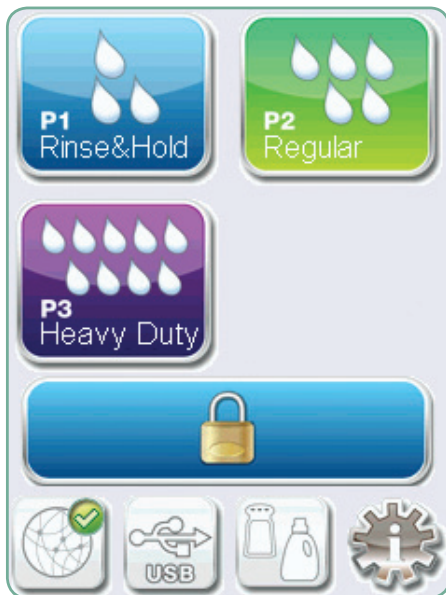 P1
Rinse&Hold
P2
Regular
P3
Heavy Duty
USB
i